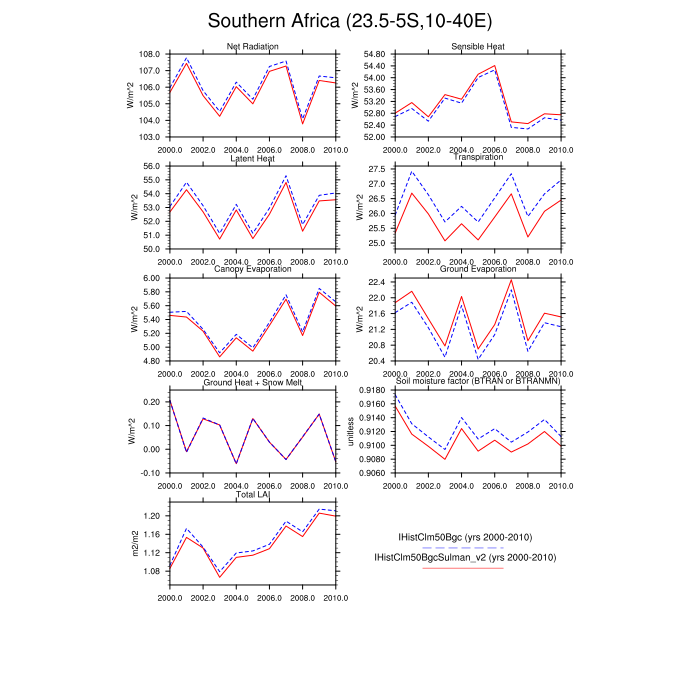 Southern Africa (23.5-5S,10-40E)
Net Radiation
W/m^2
108.0
107.0
106.0
105.0
104.0
103.0
2000.0 2002.0 2004.0 2006.0 2008.0 2010.0
Sensible Heat
W/m^2
54.80
54.40
54.00
53.60
53.20
52.80
52.40
52.00
2000.0 2002.0 2004.0 2006.0 2008.0 2010.0
Latent Heat
W/m^2
56.0
55.0
54.0
53.0
52.0
51.0
50.0
2000.0 2002.0 2004.0 2006.0 2008.0 2010.0
Transpiration
W/m^2
27.5
27.0
26.5
26.0
25.5
25.0
2000.0 2002.0 2004.0 2006.0 2008.0 2010.0
Canopy Evaporation
W/m^2
6.00
5.80
5.60
5.40
5.20
5.00
4.80
2000.0 2002.0 2004.0 2006.0 2008.0 2010.0
Ground Evaporation
W/m^2
22.4
22.0
21.6
21.2
20.8
20.4
2000.0 2002.0 2004.0 2006.0 2008.0 2010.0
Ground Heat + Snow Melt
W/m^2
0.20
0.10
0.00
-0.10
2000.0 2002.0 2004.0 2006.0 2008.0 2010.0
Soil moisture factor (BTRAN or BTRANMN)
unitless
0.9180
0.9160
0.9140
0.9120
0.9100
0.9080
0.9060
2000.0 2002.0 2004.0 2006.0 2008.0 2010.0
Total LAI
m2/m2
1.20
1.16
1.12
1.08
2000.0 2002.0 2004.0 2006.0 2008.0 2010.0
IHistClm50Bgc (yrs 2000-2010)
IHistClm50BgcSulman_v2 (yrs 2000-2010)